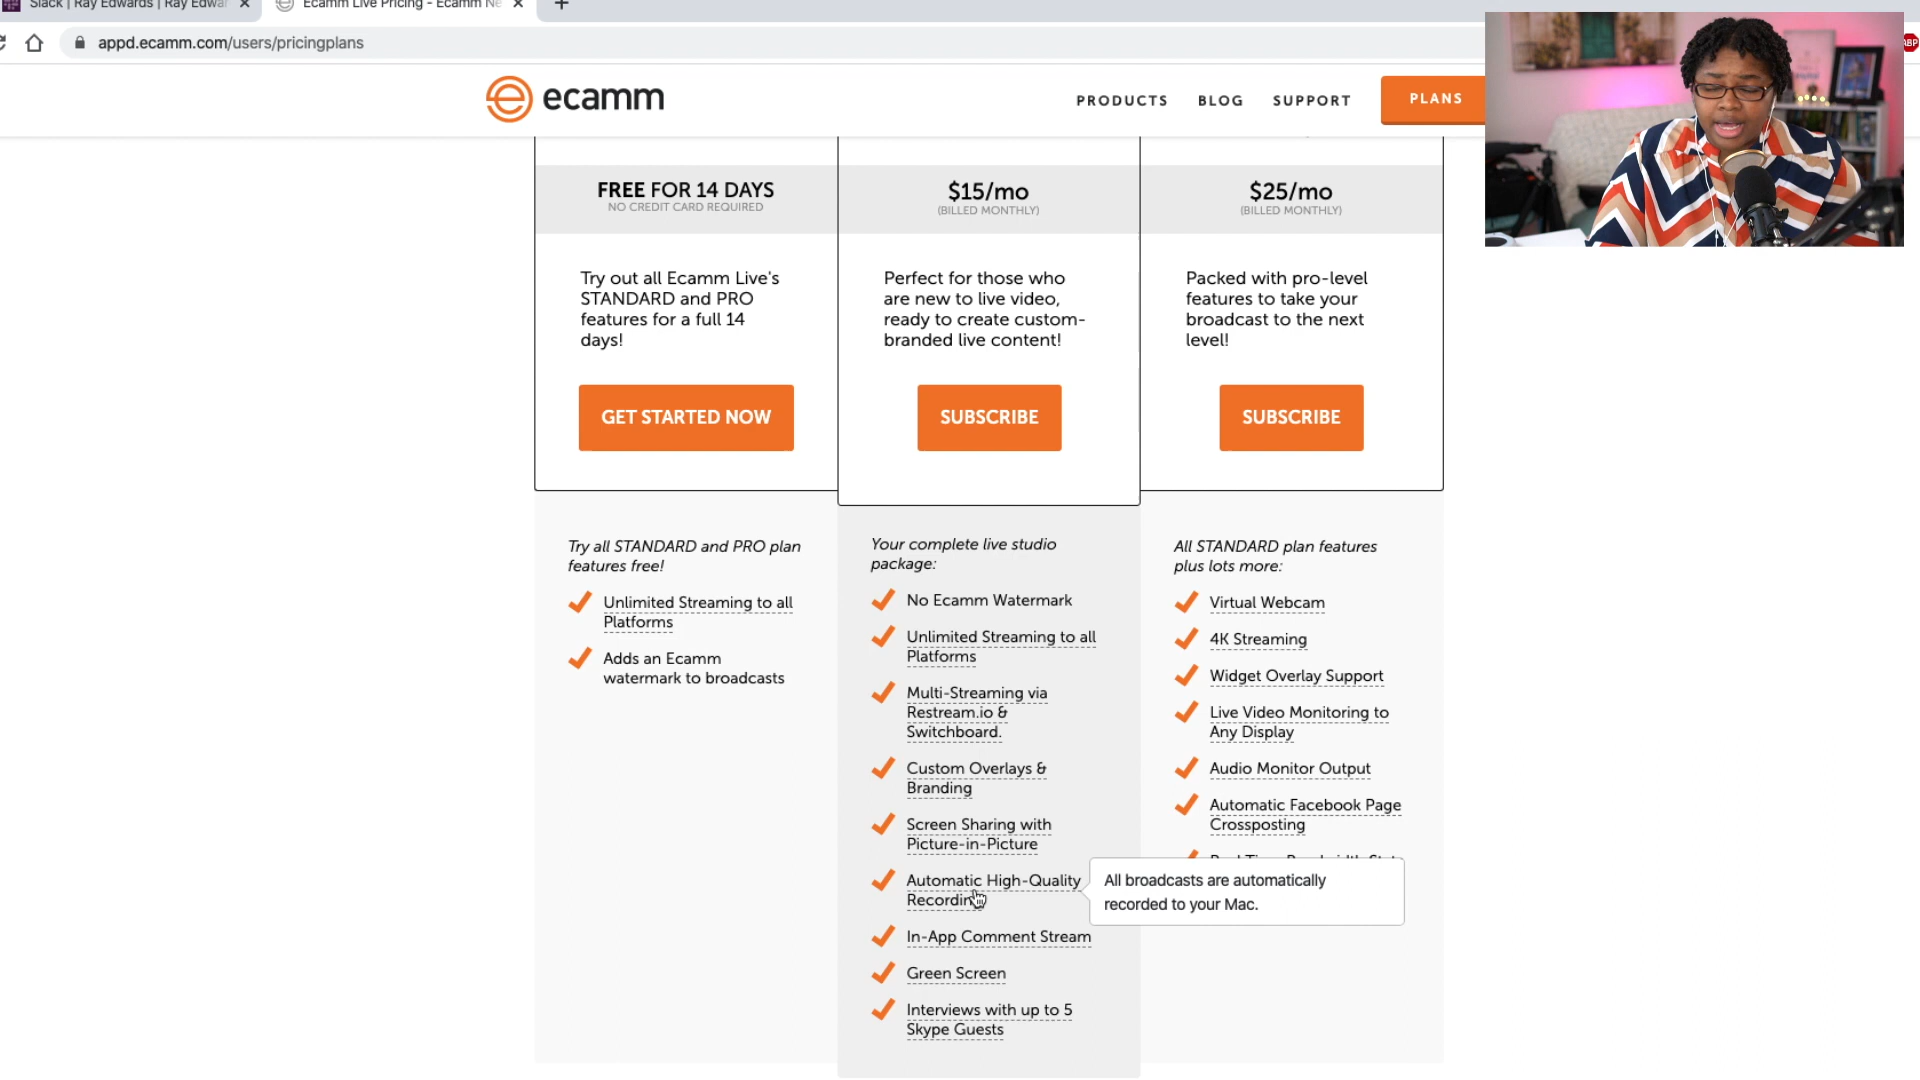 Slack | Ray Edwards | Ray Edwar
Ecamm Live Pricing - Ecamm Ne
appd.ecamm.com/users/pricingplans
ABP
ecamm
PRODUCTS
BLOG
SUPPORT
PLANS
FREE FOR 14 DAYS
NO CREDIT CARD REQUIRED
Try out all Ecamm Live's
STANDARD and PRO
features for a full 14
days!
GET STARTED NOW
Try all STANDARD and PRO plan
features free!
Unlimited Streaming to all
Platforms
Adds an Ecamm
watermark to broadcasts
$15/mo
(BILLED MONTHLY)
Perfect for those who
are new to live video,
ready to create custom-
branded live content!
SUBSCRIBE
Your complete live studio
package:
No Ecamm Watermark
Unlimited Streaming to all
Platforms
Multi-Streaming via
Restream.io &
Switchboard.
Custom Overlays &
Branding
Screen Sharing with
Picture-in-Picture
Automatic High-Quality
Recording
In-App Comment Stream
Green Screen
Interviews with up to 5
Skype Guests
$25/mo
(BILLED MONTHLY)
Packed with pro-level
features to take your
broadcast to the next
level!
SUBSCRIBE
All STANDARD plan features
plus lots more:
Virtual Webcam
4K Streaming
Widget Overlay Support
Live Video Monitoring to
Any Display
Audio Monitor Output
Automatic Facebook Page
Crossposting
All broadcasts are automatically
recorded to your Mac.